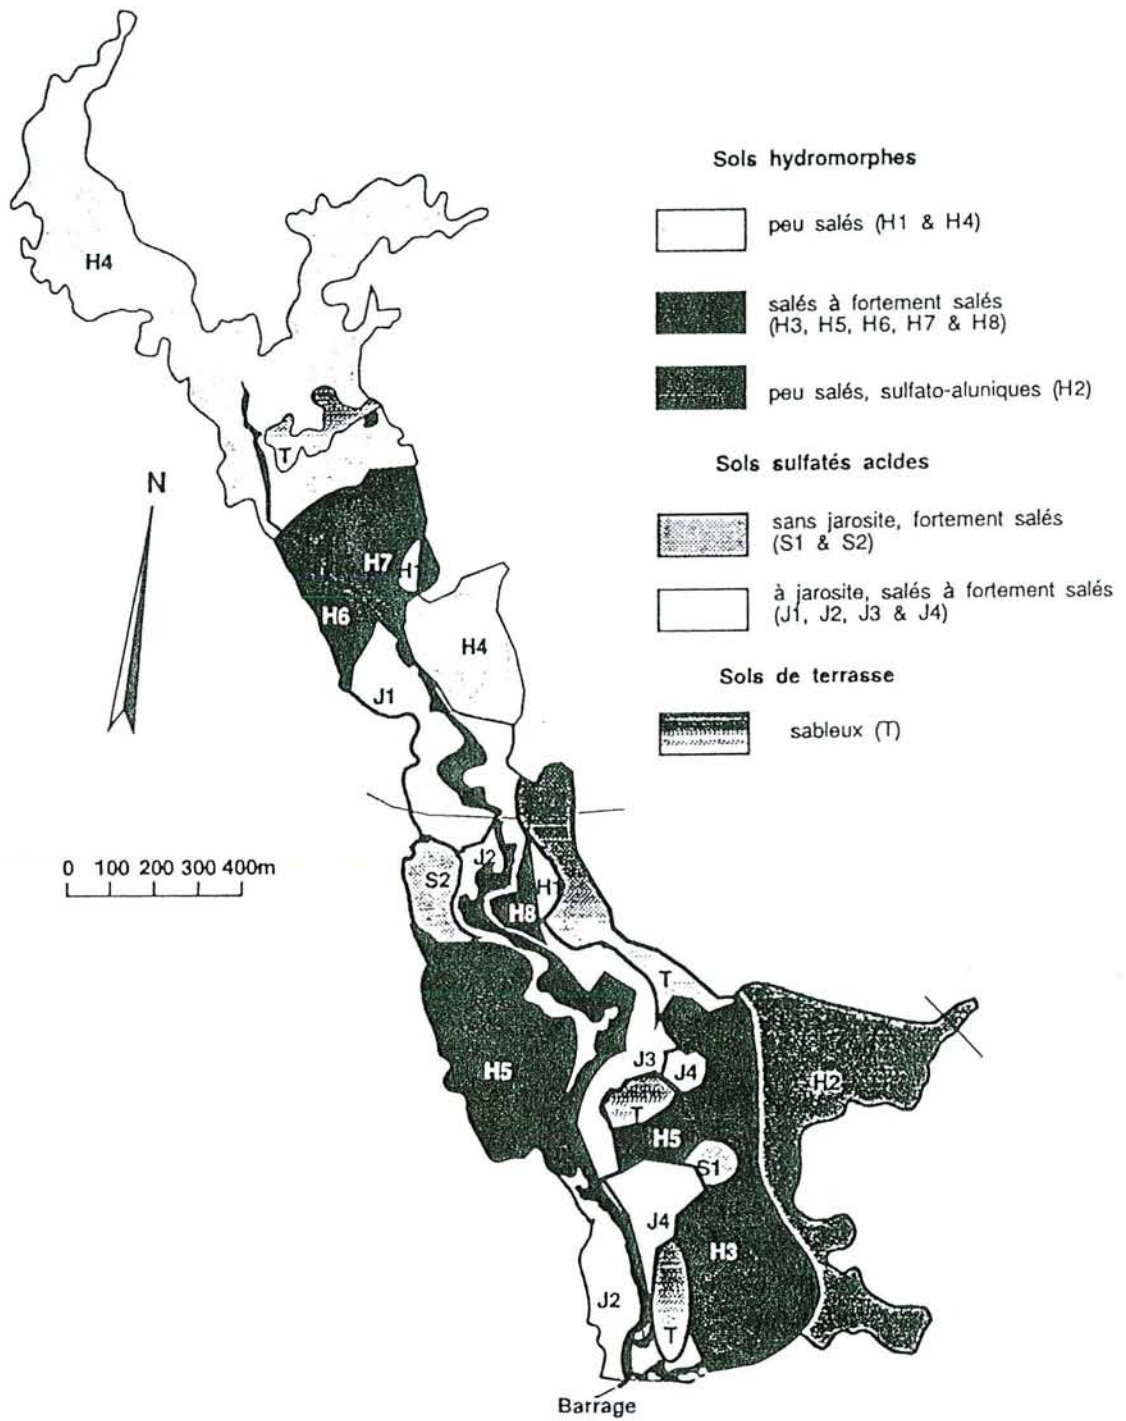 Sols hydromorphes
peu salés (H1 & H4)
salés à fortement salés
(H3, H5, H6, H7 & H8)
peu salés, sulfato-aluniques (H2)
Sols sulfatés acides
sans jarosite, fortement salés
(S1 & S2)
à jarosite, salés à fortement salés
(J1, J2, J3 & J4)
Sols de terrasse
sableux (T)
H4
T
N
H7
H1
H6
H4
J1
0 100 200 300 400m
J2
S2
H1
H8
T
J3
J4
H5
H2
T
H5
S1
J4
H3
J2
T
Barrage